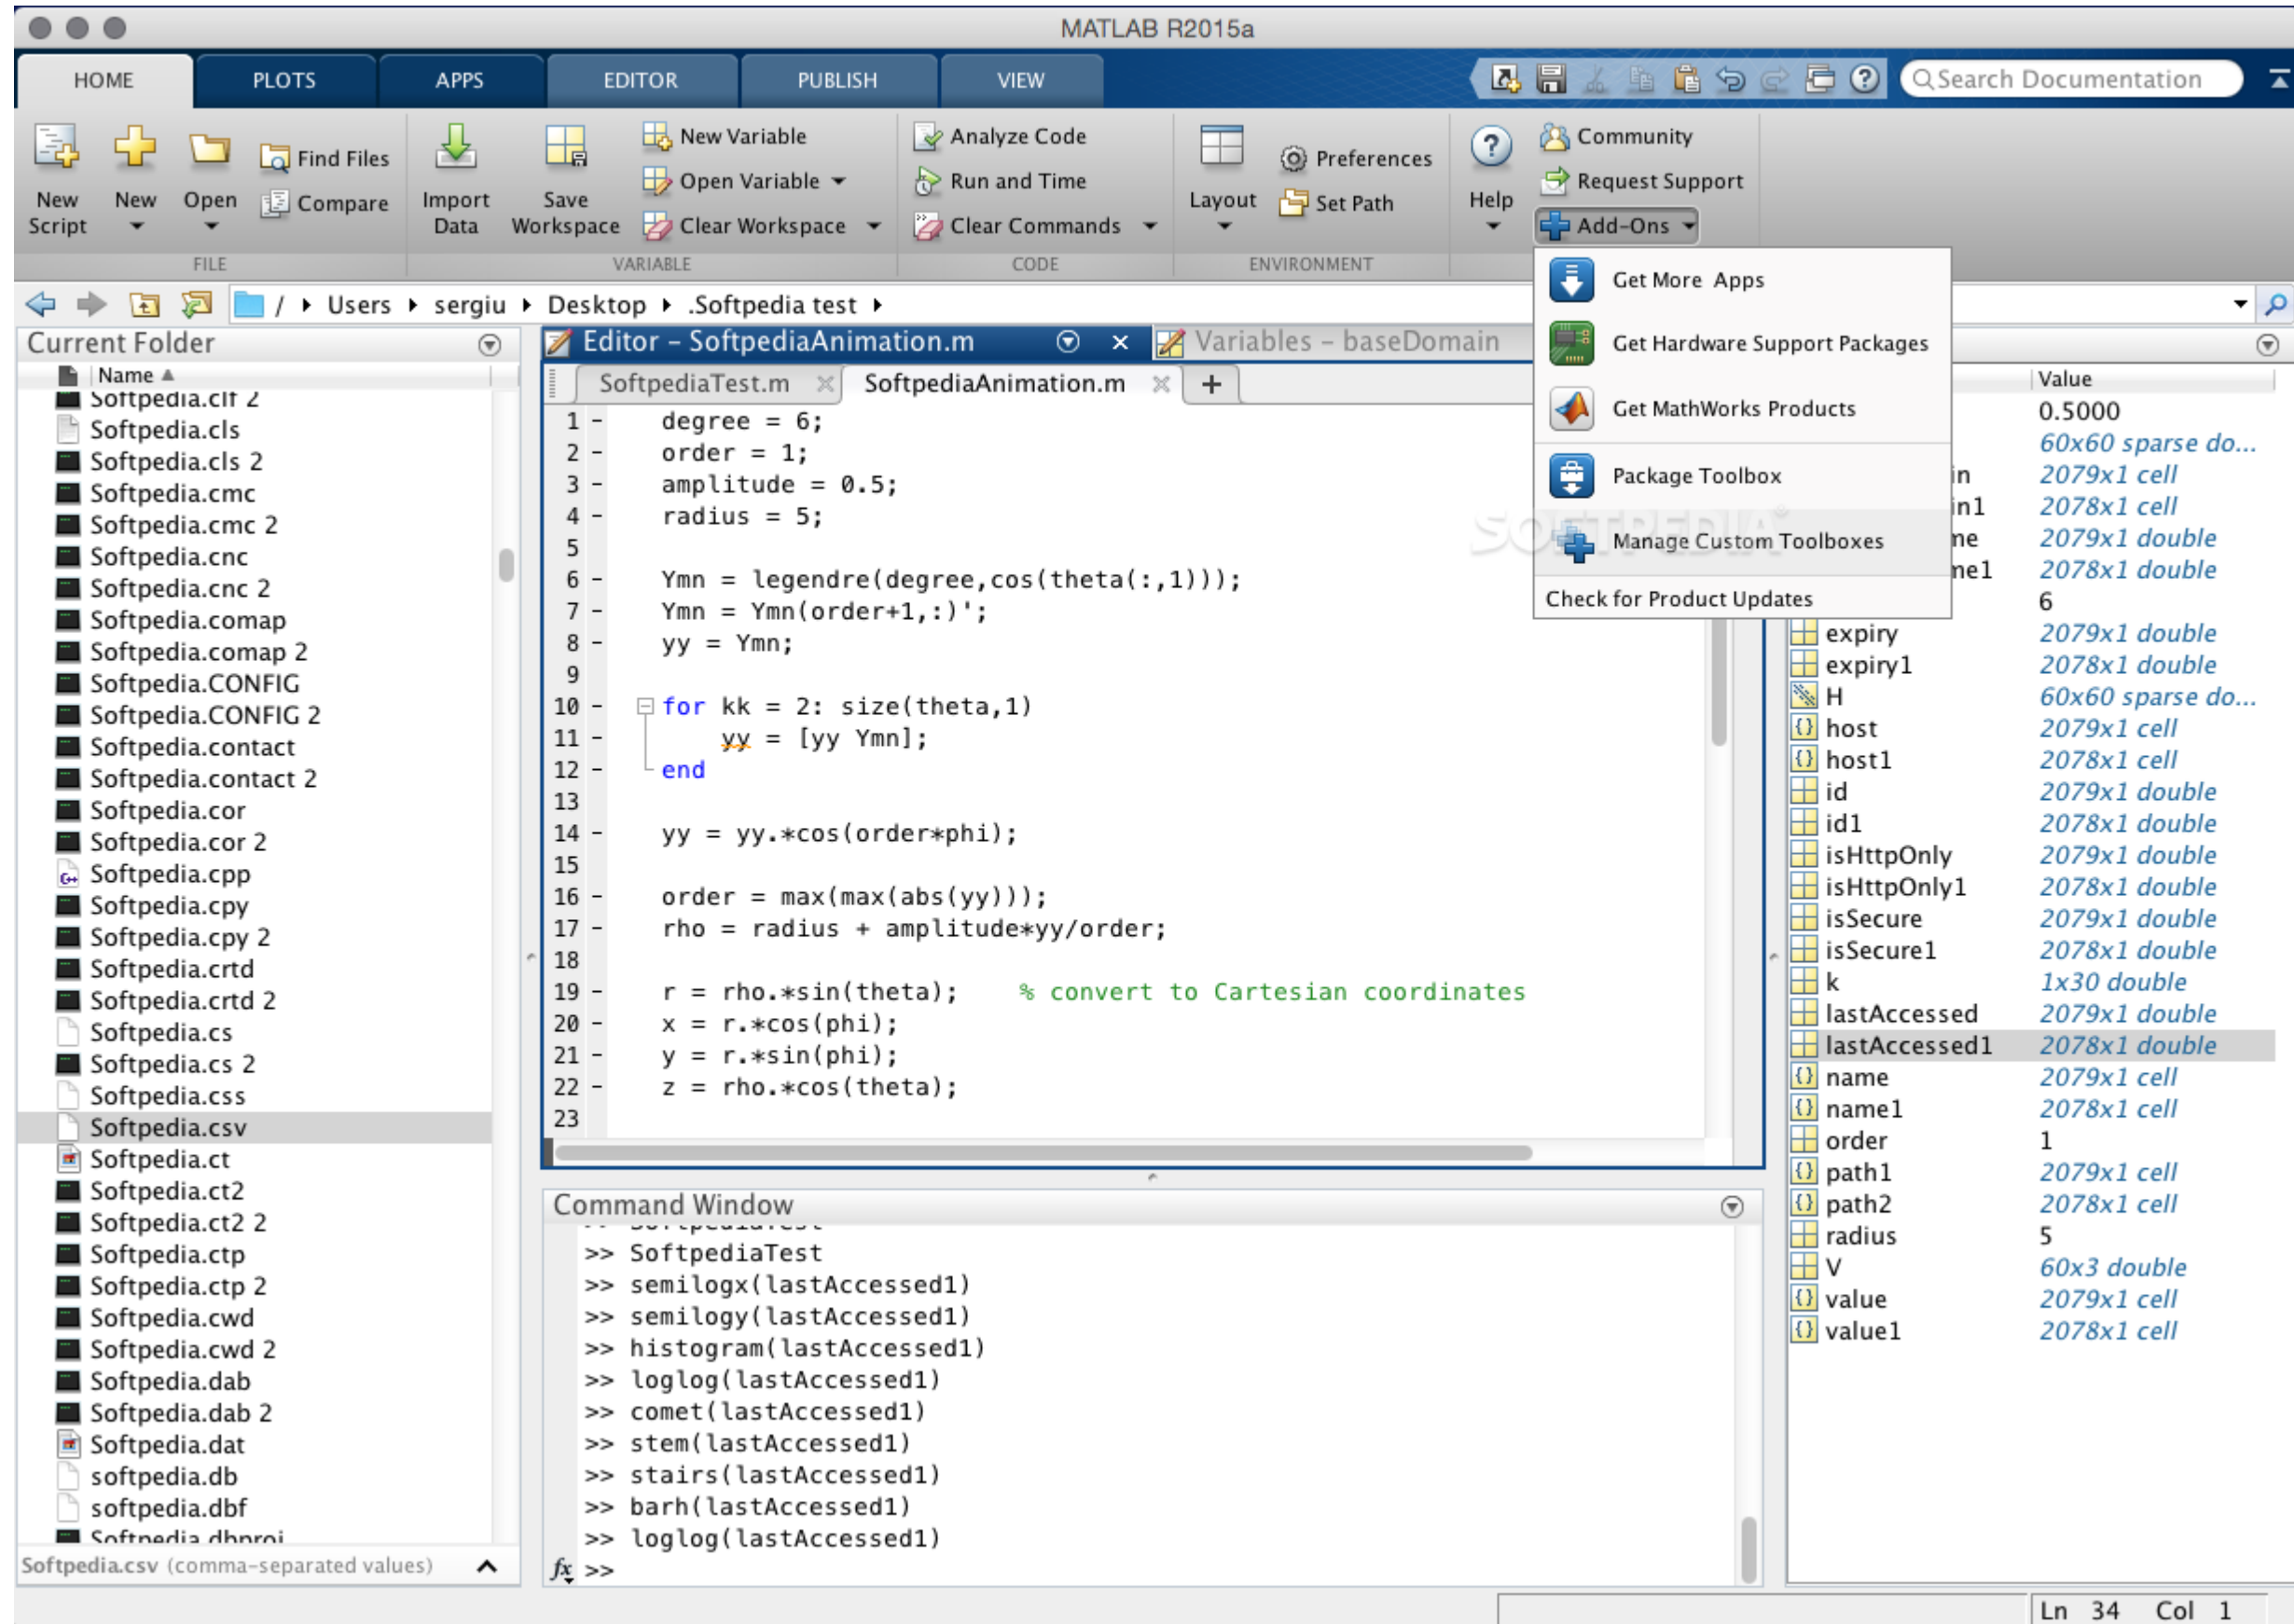 MATLAB R2015a
HOME PLOTS APPS EDITOR PUBLISH VIEW Search Documentation
New Script
New
Open
Find Files
Compare
FILE
Import Data
Save Workspace
New Variable
Open Variable
Clear Workspace
VARIABLE
Analyze Code
Run and Time
Clear Commands
CODE
Layout
Preferences
Set Path
ENVIRONMENT
Help
Community
Request Support
Add-Ons
Get More Apps
Get Hardware Support Packages
Get MathWorks Products
Package Toolbox
Manage Custom Toolboxes
Check for Product Updates
SOFTPEDIA
/ Users sergiu Desktop .Softpedia test
Current Folder
Name
Softpedia.clf 2
Softpedia.cls
Softpedia.cls 2
Softpedia.cmc
Softpedia.cmc 2
Softpedia.cnc
Softpedia.cnc 2
Softpedia.comap
Softpedia.comap 2
Softpedia.CONFIG
Softpedia.CONFIG 2
Softpedia.contact
Softpedia.contact 2
Softpedia.cor
Softpedia.cor 2
Softpedia.cpp
Softpedia.cpy
Softpedia.cpy 2
Softpedia.crtd
Softpedia.crtd 2
Softpedia.cs
Softpedia.cs 2
Softpedia.css
Softpedia.csv
Softpedia.ct
Softpedia.ct2
Softpedia.ct2 2
Softpedia.ctp
Softpedia.ctp 2
Softpedia.cwd
Softpedia.cwd 2
Softpedia.dab
Softpedia.dab 2
Softpedia.dat
softpedia.db
softpedia.dbf
Softpedia.dbproj
Softpedia.csv (comma-separated values)
Editor – SoftpediaAnimation.m
Variables – baseDomain
SoftpediaTest.m SoftpediaAnimation.m +
1 – degree = 6;
2 – order = 1;
3 – amplitude = 0.5;
4 – radius = 5;
5
6 – Ymn = legendre(degree,cos(theta(:,1)));
7 – Ymn = Ymn(order+1,:)';
8 – yy = Ymn;
9
10 – for kk = 2: size(theta,1)
11 – yy = [yy Ymn];
12 – end
13
14 – yy = yy.*cos(order*phi);
15
16 – order = max(max(abs(yy)));
17 – rho = radius + amplitude*yy/order;
18
19 – r = rho.*sin(theta); % convert to Cartesian coordinates
20 – x = r.*cos(phi);
21 – y = r.*sin(phi);
22 – z = rho.*cos(theta);
23
Command Window
>> SoftpediaTest
>> SoftpediaTest
>> semilogx(lastAccessed1)
>> semilogy(lastAccessed1)
>> histogram(lastAccessed1)
>> loglog(lastAccessed1)
>> comet(lastAccessed1)
>> stem(lastAccessed1)
>> stairs(lastAccessed1)
>> barh(lastAccessed1)
>> loglog(lastAccessed1)
fx >>
Value
0.5000
60x60 sparse do...
in 2079x1 cell
in1 2078x1 cell
me 2079x1 double
me1 2078x1 double
6
expiry 2079x1 double
expiry1 2078x1 double
H 60x60 sparse do...
host 2079x1 cell
host1 2078x1 cell
id 2079x1 double
id1 2078x1 double
isHttpOnly 2079x1 double
isHttpOnly1 2078x1 double
isSecure 2079x1 double
isSecure1 2078x1 double
k 1x30 double
lastAccessed 2079x1 double
lastAccessed1 2078x1 double
name 2079x1 cell
name1 2078x1 cell
order 1
path1 2079x1 cell
path2 2078x1 cell
radius 5
V 60x3 double
value 2079x1 cell
value1 2078x1 cell
Ln 34 Col 1